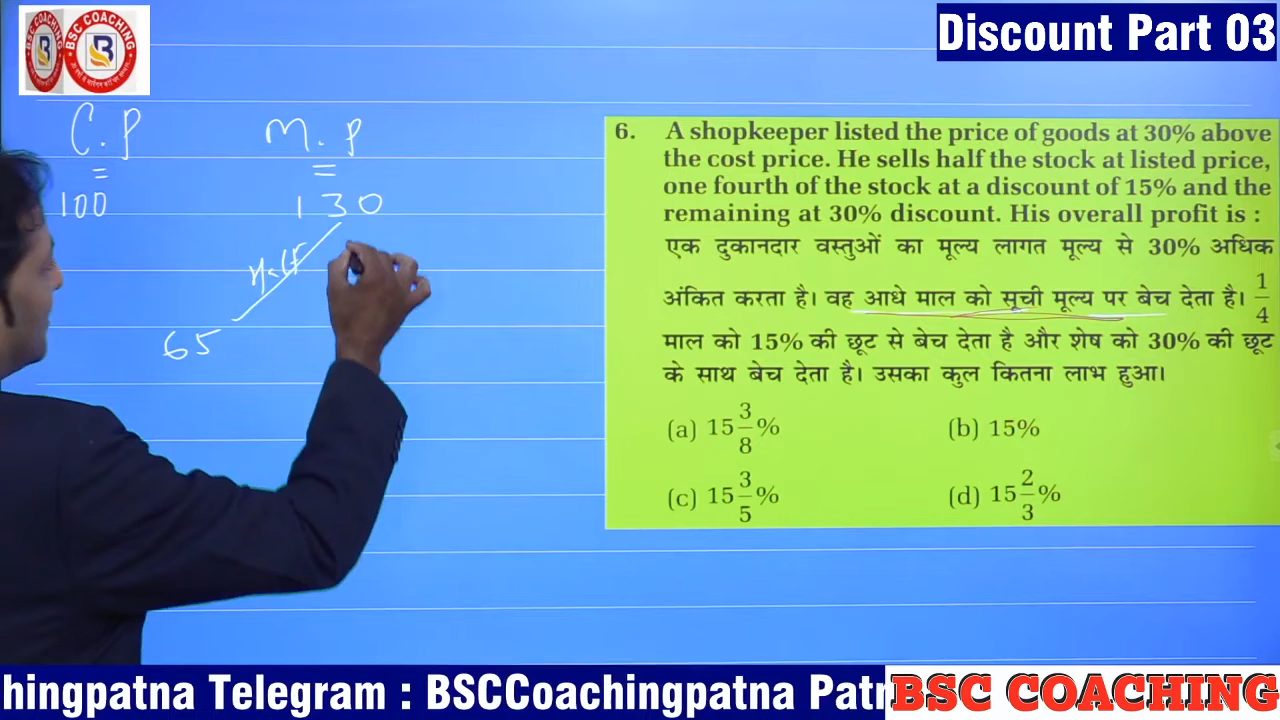 BSC COACHING
BSC COACHING
Discount Part 03
C.P
M.P
100
130
Half
65
6. A shopkeeper listed the price of goods at 30% above
the cost price. He sells half the stock at listed price,
one fourth of the stock at a discount of 15% and the
remaining at 30% discount. His overall profit is :
एक दुकानदार वस्तुओं का मूल्य लागत मूल्य से 30% अधिक
अंकित करता है। वह आधे माल को सूची मूल्य पर बेच देता है। 1/4
माल को 15% की छूट से बेच देता है और शेष को 30% की छूट
के साथ बेच देता है। उसका कुल कितना लाभ हुआ।
(a) 15 3/8 % (b) 15%
(c) 15 3/5 % (d) 15 2/3 %
hingpatna Telegram : BSCCoachingpatna Patn
BSC COACHING